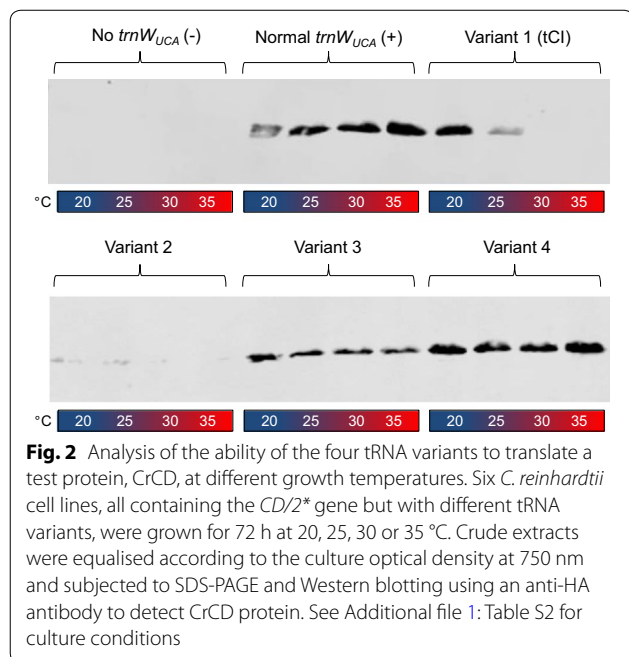 No trnW_UCA (-) Normal trnW_UCA (+) Variant 1 (tCI)
°C 20 25 30 35 20 25 30 35 20 25 30 35
Variant 2 Variant 3 Variant 4
°C 20 25 30 35 20 25 30 35 20 25 30 35
Fig. 2 Analysis of the ability of the four tRNA variants to translate a
test protein, CrCD, at different growth temperatures. Six C. reinhardtii
cell lines, all containing the CD/2* gene but with different tRNA
variants, were grown for 72 h at 20, 25, 30 or 35 °C. Crude extracts
were equalised according to the culture optical density at 750 nm
and subjected to SDS-PAGE and Western blotting using an anti-HA
antibody to detect CrCD protein. See Additional file 1: Table S2 for
culture conditions